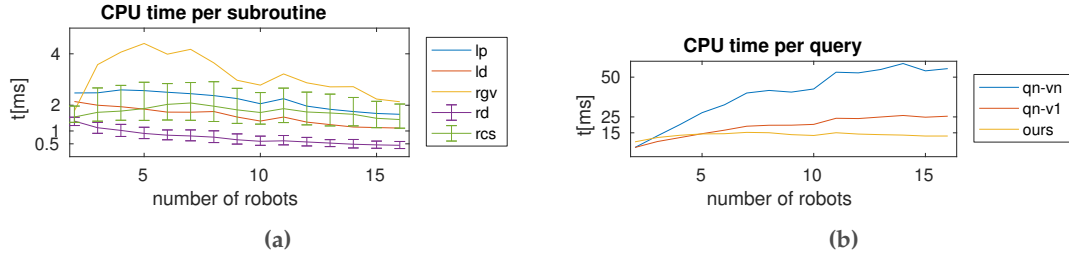 CPU time per subroutine
t[ms]
4
2
1
0.5
5
10
15
number of robots
lp
ld
rgv
rd
rcs
(a)
CPU time per query
t[ms]
50
25
15
5
10
15
number of robots
qn-vn
qn-v1
ours
(b)